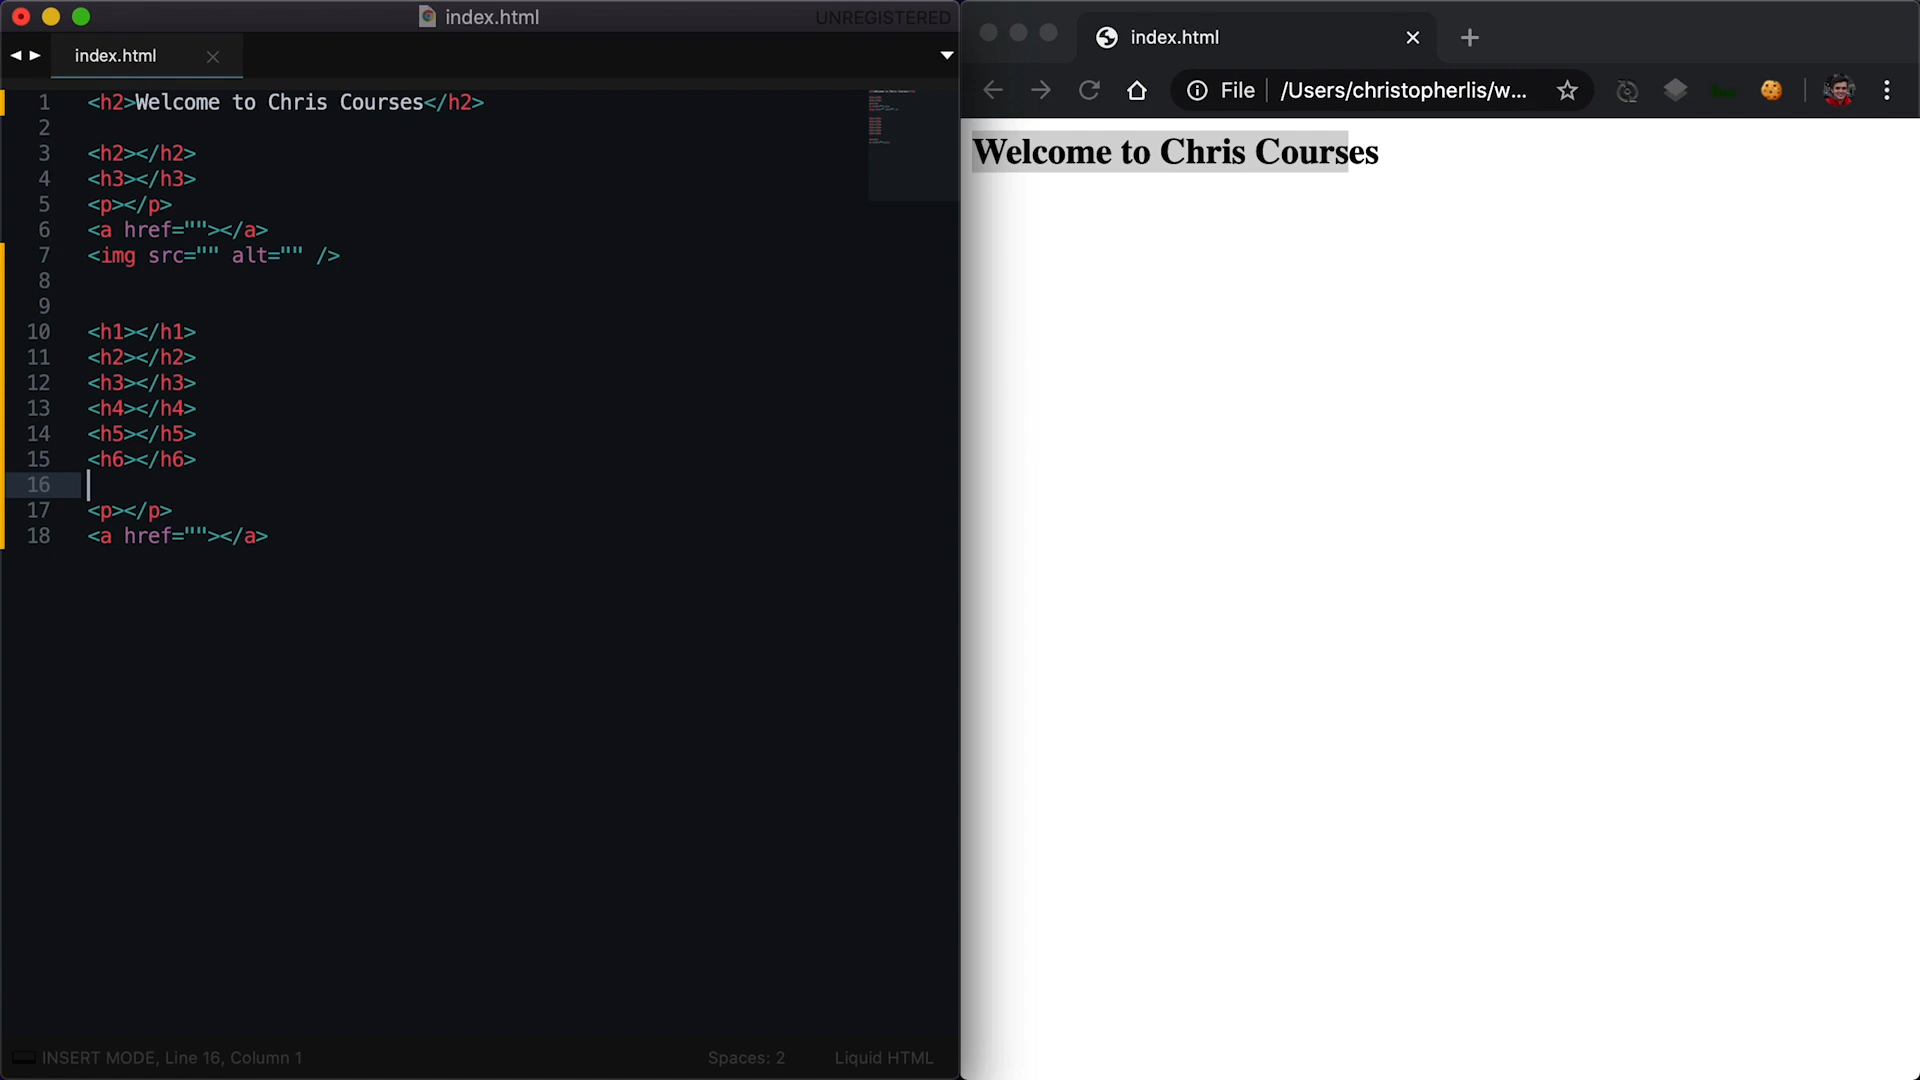 index.html
UNREGISTERED
index.html
1 <h2>Welcome to Chris Courses</h2>
2
3 <h2></h2>
4 <h3></h3>
5 <p></p>
6 <a href=""></a>
7 <img src="" alt="" />
8
9
10 <h1></h1>
11 <h2></h2>
12 <h3></h3>
13 <h4></h4>
14 <h5></h5>
15 <h6></h6>
16
17 <p></p>
18 <a href=""></a>
INSERT MODE, Line 16, Column 1
Spaces: 2
Liquid HTML
index.html
File
/Users/christopherlis/w...
Welcome to Chris Courses